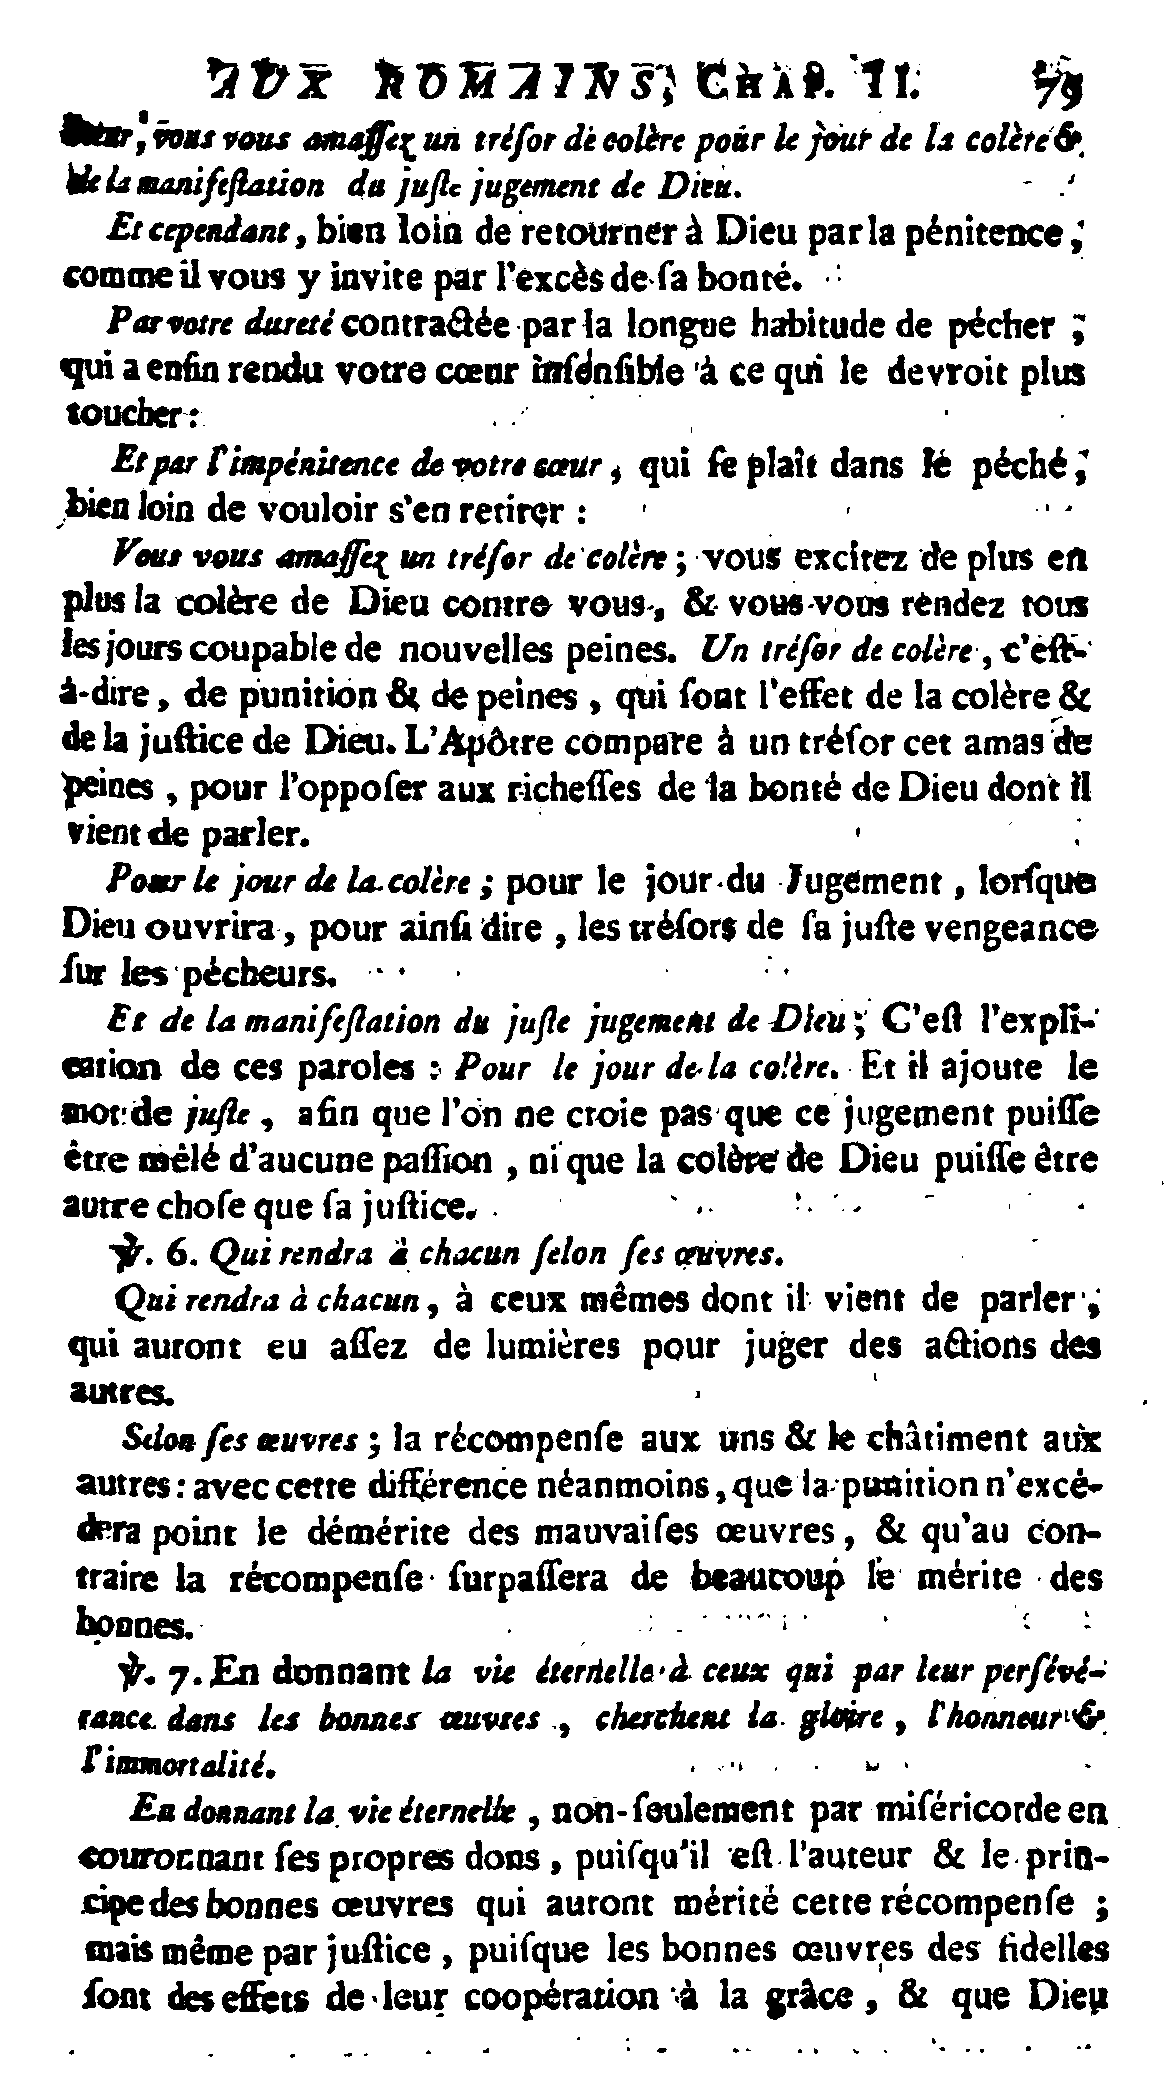 AUX ROMAINS, CHAP. II. 79
vous vous amaſſez un tréſor de colère pour le jour de la colère &
de la manifeſtation du juſte jugement de Dieu.
Et cependant, bien loin de retourner à Dieu par la pénitence,
comme il vous y invite par l'excès de ſa bonté.
Par votre dureté contractée par la longue habitude de pécher,
qui a enfin rendu votre cœur inſenſible à ce qui le devroit plus
toucher:
Et par l'impénitence de votre cœur, qui ſe plaît dans le péché,
bien loin de vouloir s'en retirer :
Vous vous amaſſez un tréſor de colère ; vous excitez de plus en
plus la colère de Dieu contre vous, & vous vous rendez tous
les jours coupable de nouvelles peines. Un tréſor de colère, c'eſt-
à-dire, de punition & de peines, qui ſont l'effet de la colère &
de la juſtice de Dieu. L'Apôtre compare à un tréſor cet amas de
peines, pour l'oppoſer aux richeſſes de la bonté de Dieu dont il
vient de parler.
Pour le jour de la colère ; pour le jour du Jugement, lorſque
Dieu ouvrira, pour ainſi dire, les tréſors de ſa juſte vengeance
ſur les pécheurs.
Et de la manifeſtation du juſte jugement de Dieu ; C'eſt l'expli-
cation de ces paroles : Pour le jour de la colère. Et il ajoute le
mot de juſte, afin que l'on ne croie pas que ce jugement puiſſe
être mêlé d'aucune paſſion, ni que la colère de Dieu puiſſe être
autre choſe que ſa juſtice.
℣. 6. Qui rendra à chacun ſelon ſes œuvres.
Qui rendra à chacun, à ceux mêmes dont il vient de parler,
qui auront eu aſſez de lumières pour juger des actions des
autres.
Selon ſes œuvres ; la récompenſe aux uns & le châtiment aux
autres : avec cette différence néanmoins, que la punition n'excé-
dera point le démérite des mauvaiſes œuvres, & qu'au con-
traire la récompenſe ſurpaſſera de beaucoup le mérite des
bonnes.
℣. 7. En donnant la vie éternelle à ceux qui par leur perſévé-
rance dans les bonnes œuvres, cherchent la gloire, l'honneur &
l'immortalité.
En donnant la vie éternelle, non-ſeulement par miſéricorde en
couronnant ſes propres dons, puiſqu'il eſt l'auteur & le prin-
cipe des bonnes œuvres qui auront mérité cette récompenſe ;
mais même par juſtice, puiſque les bonnes œuvres des fidelles
ſont des effets de leur coopération à la grâce, & que Dieu